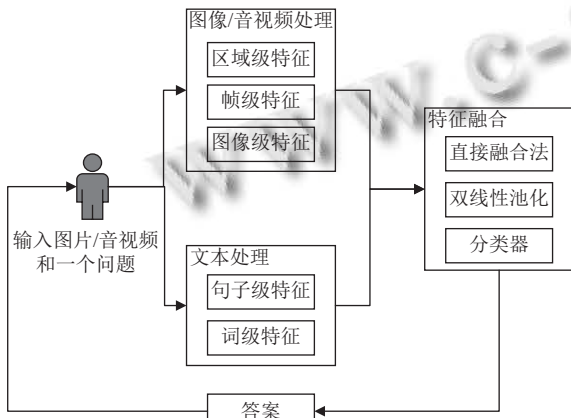 图像/音视频处理
区域级特征
帧级特征
图像级特征
特征融合
直接融合法
双线性池化
分类器
输入图片/音视频
和一个问题
文本处理
句子级特征
词级特征
答案
www.c-